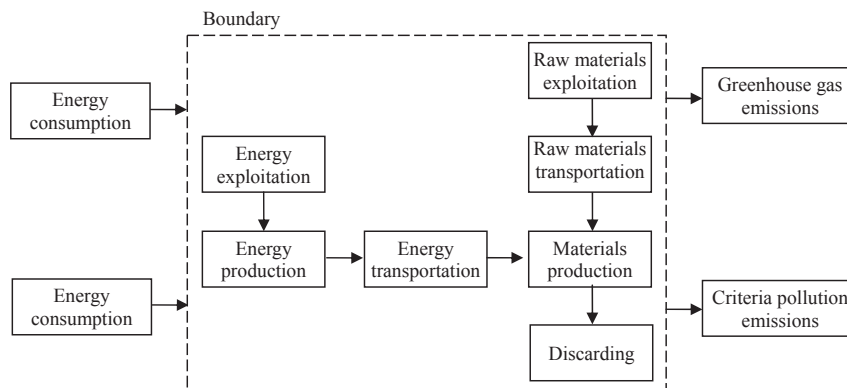 Boundary
Energy
consumption
Energy
consumption
Energy
exploitation
Energy
production
Energy
transportation
Raw materials
exploitation
Raw materials
transportation
Materials
production
Discarding
Greenhouse gas
emissions
Criteria pollution
emissions